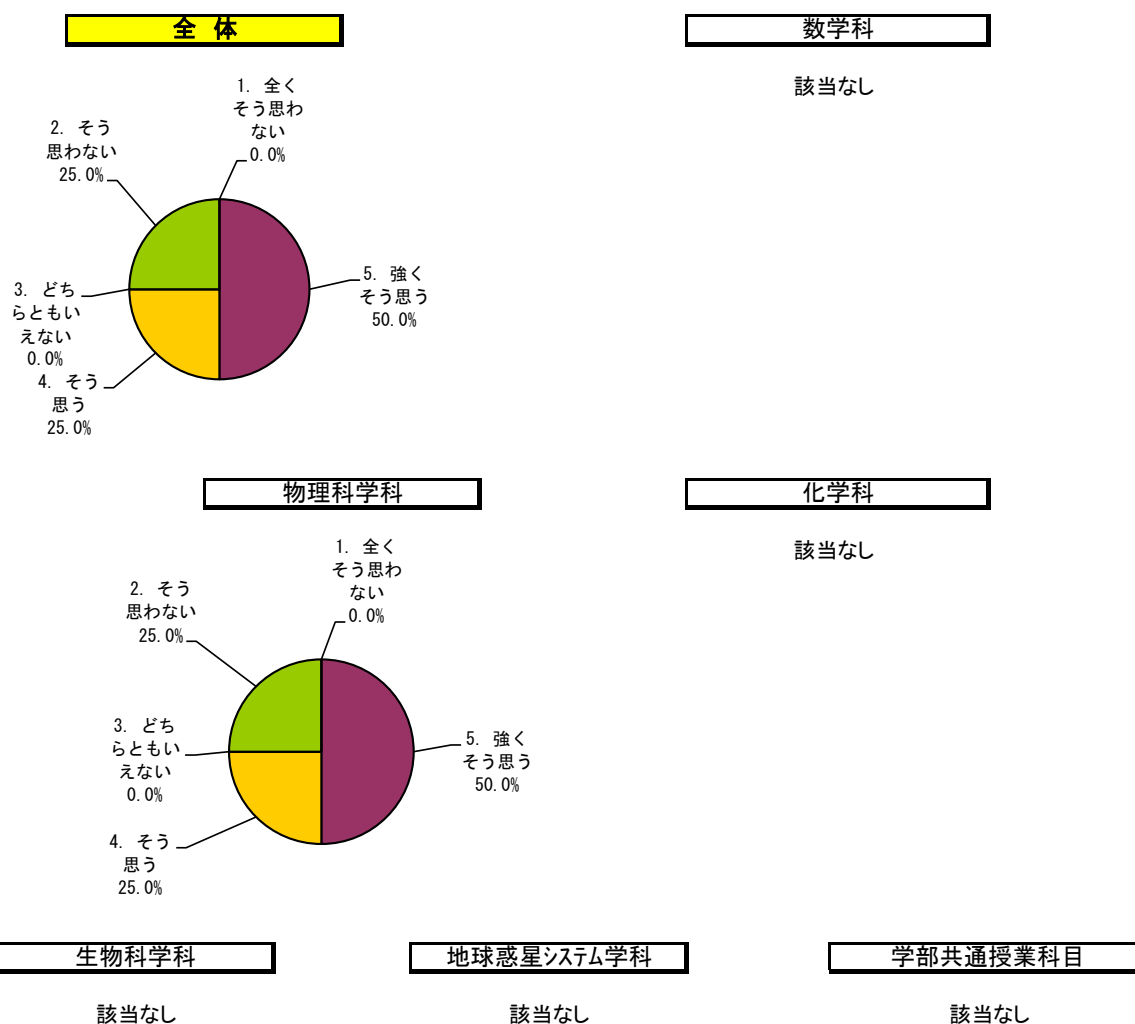 全 体
数学科
該当なし
1. 全く
そう思わ
ない
0.0%
2. そう
思わない
25.0%
3. どち
らともい
えない
0.0%
4. そう
思う
25.0%
5. 強く
そう思う
50.0%
物理科学科
化学科
該当なし
1. 全く
そう思わ
ない
0.0%
2. そう
思わない
25.0%
3. どち
らともい
えない
0.0%
4. そう
思う
25.0%
5. 強く
そう思う
50.0%
生物科学科
該当なし
地球惑星ｼｽﾃﾑ学科
該当なし
学部共通授業科目
該当なし